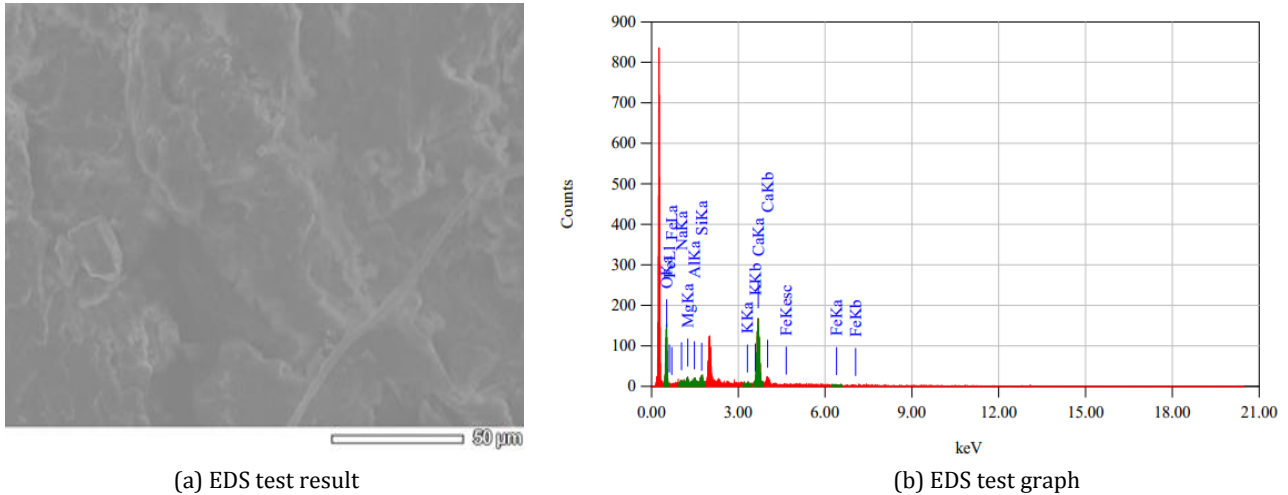 50 µm
(a) EDS test result
900
800
700
600
500
400
300
200
100
0
Counts
0.00 3.00 6.00 9.00 12.00 15.00 18.00 21.00
keV
OKa
FeLl
FeLa
NaKa
MgKa
AlKa
SiKa
KKa
KKb
CaKa
CaKb
FeKesc
FeKa
FeKb
(b) EDS test graph